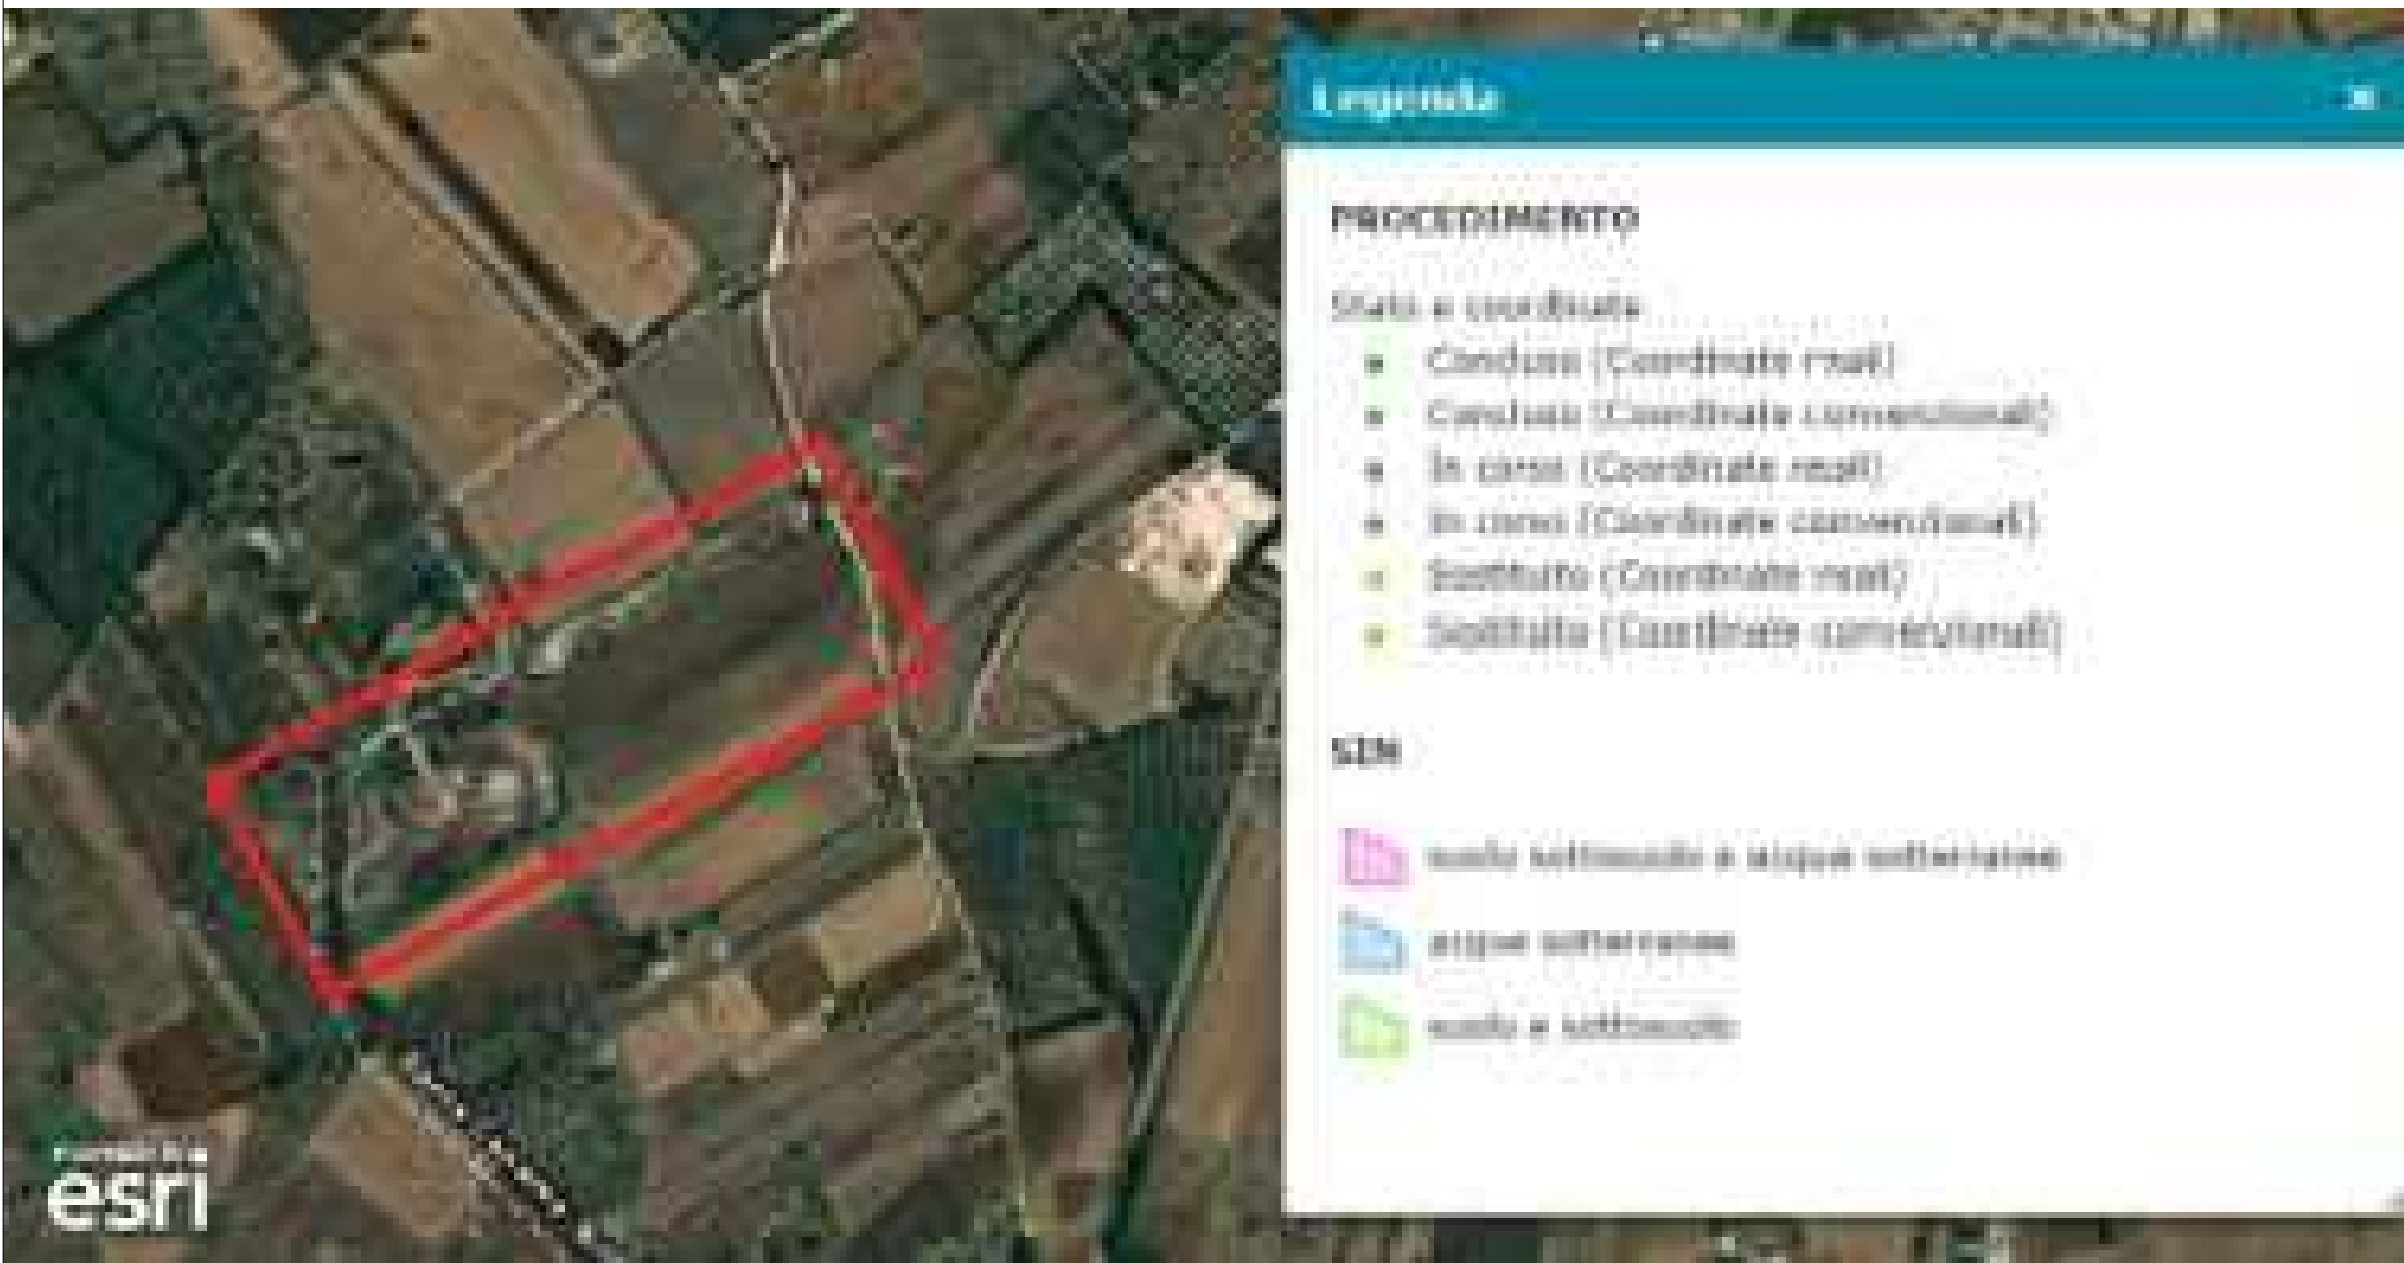 Legenda
PROCEDIMENTO
Stato e coordinate
Concluso (Coordinate reali)
Concluso (Coordinate convenzionali)
In corso (Coordinate reali)
In corso (Coordinate convenzionali)
Sostituito (Coordinate reali)
Sostituito (Coordinate convenzionali)
SIN
suolo sottosuolo e acque sotterranee
acque sotterranee
suolo e sottosuolo
esri